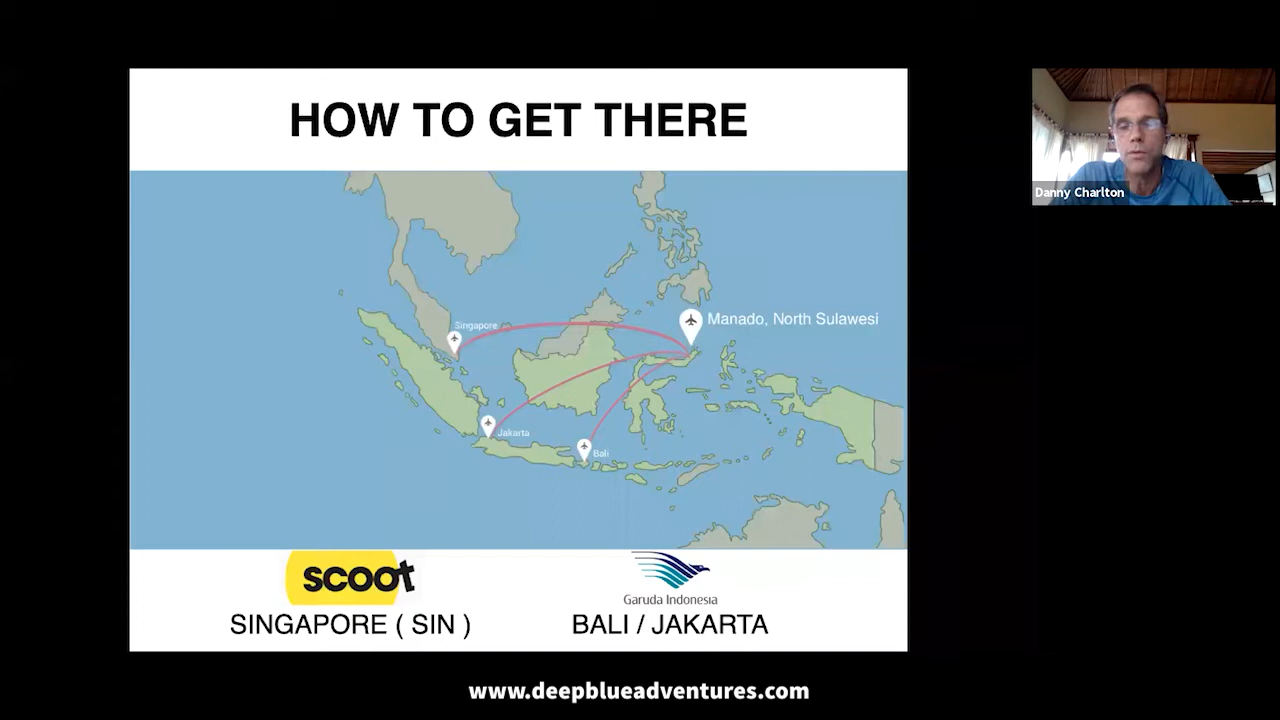 HOW TO GET THERE
Danny Charlton
Singapore
Manado, North Sulawesi
Jakarta
Bali
scoot
Garuda Indonesia
SINGAPORE ( SIN )
BALI / JAKARTA
www.deepblueadventures.com